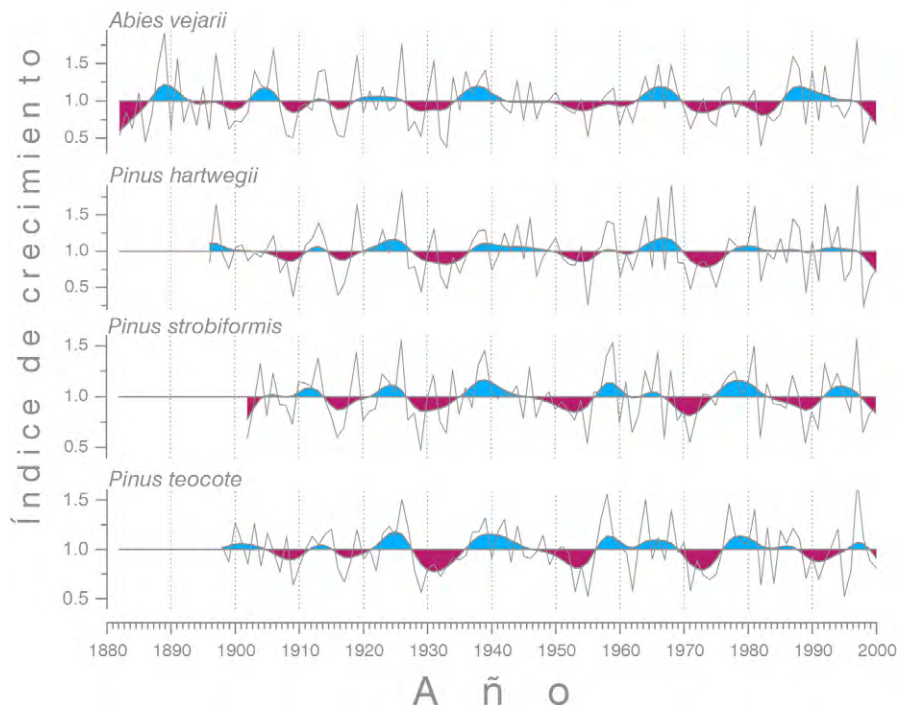 Abies vejarii
1.5
1.0
0.5
Pinus hartwegii
1.5
1.0
0.5
Pinus strobiformis
1.5
1.0
0.5
Pinus teocote
1.5
1.0
0.5
Índice de crecimiento
1880 1890 1900 1910 1920 1930 1940 1950 1960 1970 1980 1990 2000
Año